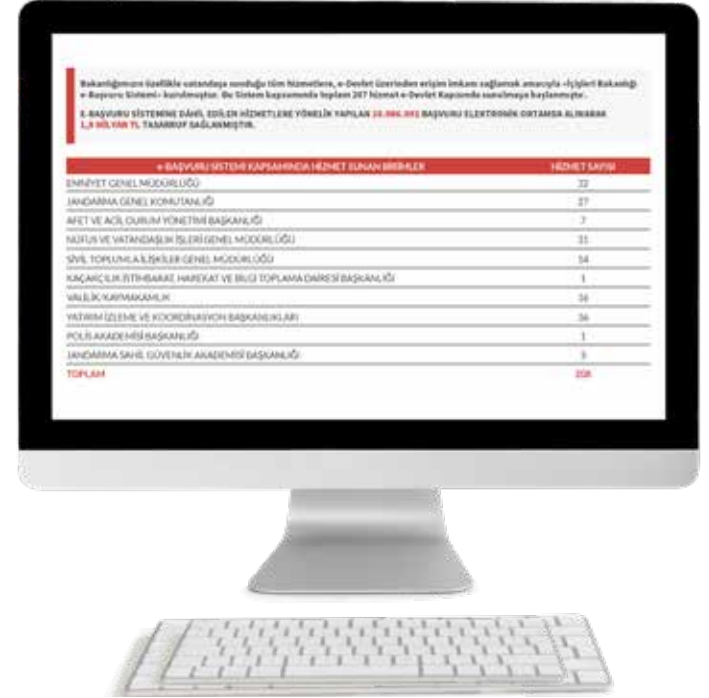 Bakanlığımızın özellikle vatandaşa sunduğu tüm hizmetlere, e-Devlet üzerinden erişim imkanı sağlamak amacıyla «İçişleri Bakanlığı
e-Başvuru Sistemi» kurulmuştur. Bu Sistem kapsamında toplam 207 hizmet e-Devlet Kapısında sunulmaya başlanmıştır.
E-BAŞVURU SİSTEMİNE DÂHİL EDİLEN HİZMETLERE YÖNELİK YAPILAN BAŞVURU ELEKTRONİK ORTAMDA ALINARAK
1,9 MİLYAR TL TASARRUF SAĞLANMIŞTIR.
e-BAŞVURU SİSTEMİ KAPSAMINDA HİZMET SUNAN BİRİMLER HİZMET SAYISI
EMNİYET GENEL MÜDÜRLÜĞÜ
JANDARMA GENEL KOMUTANLIĞI 27
AFET VE ACİL DURUM YÖNETİMİ BAŞKANLIĞI 7
NÜFUS VE VATANDAŞLIK İŞLERİ GENEL MÜDÜRLÜĞÜ
SİVİL TOPLUMLA İLİŞKİLER GENEL MÜDÜRLÜĞÜ
KAÇAKÇILIK İSTİHBARAT, HAREKAT VE BİLGİ TOPLAMA DAİRESİ BAŞKANLIĞI 1
VALİLİK/KAYMAKAMLIK
YATIRIM İZLEME VE KOORDİNASYON BAŞKANLIKLARI
POLİS AKADEMİSİ BAŞKANLIĞI 1
JANDARMA SAHİL GÜVENLİK AKADEMİSİ BAŞKANLIĞI
TOPLAM